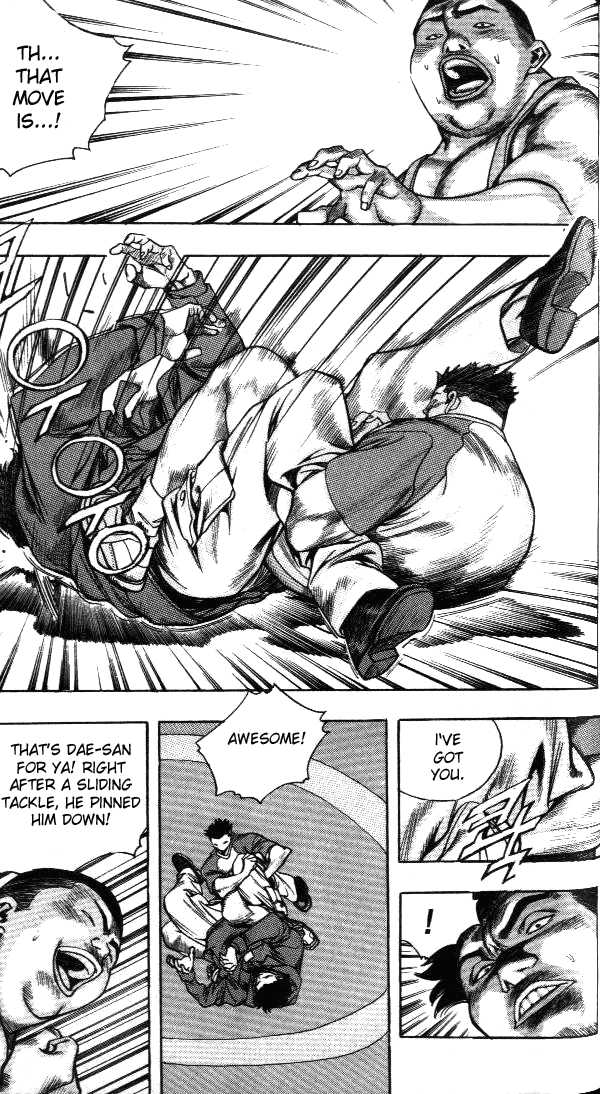 TH...
THAT
MOVE
IS...!
I'VE
GOT
YOU.
!
AWESOME!
THAT'S DAE-SAN
FOR YA! RIGHT
AFTER A SLIDING
TACKLE, HE PINNED
HIM DOWN!